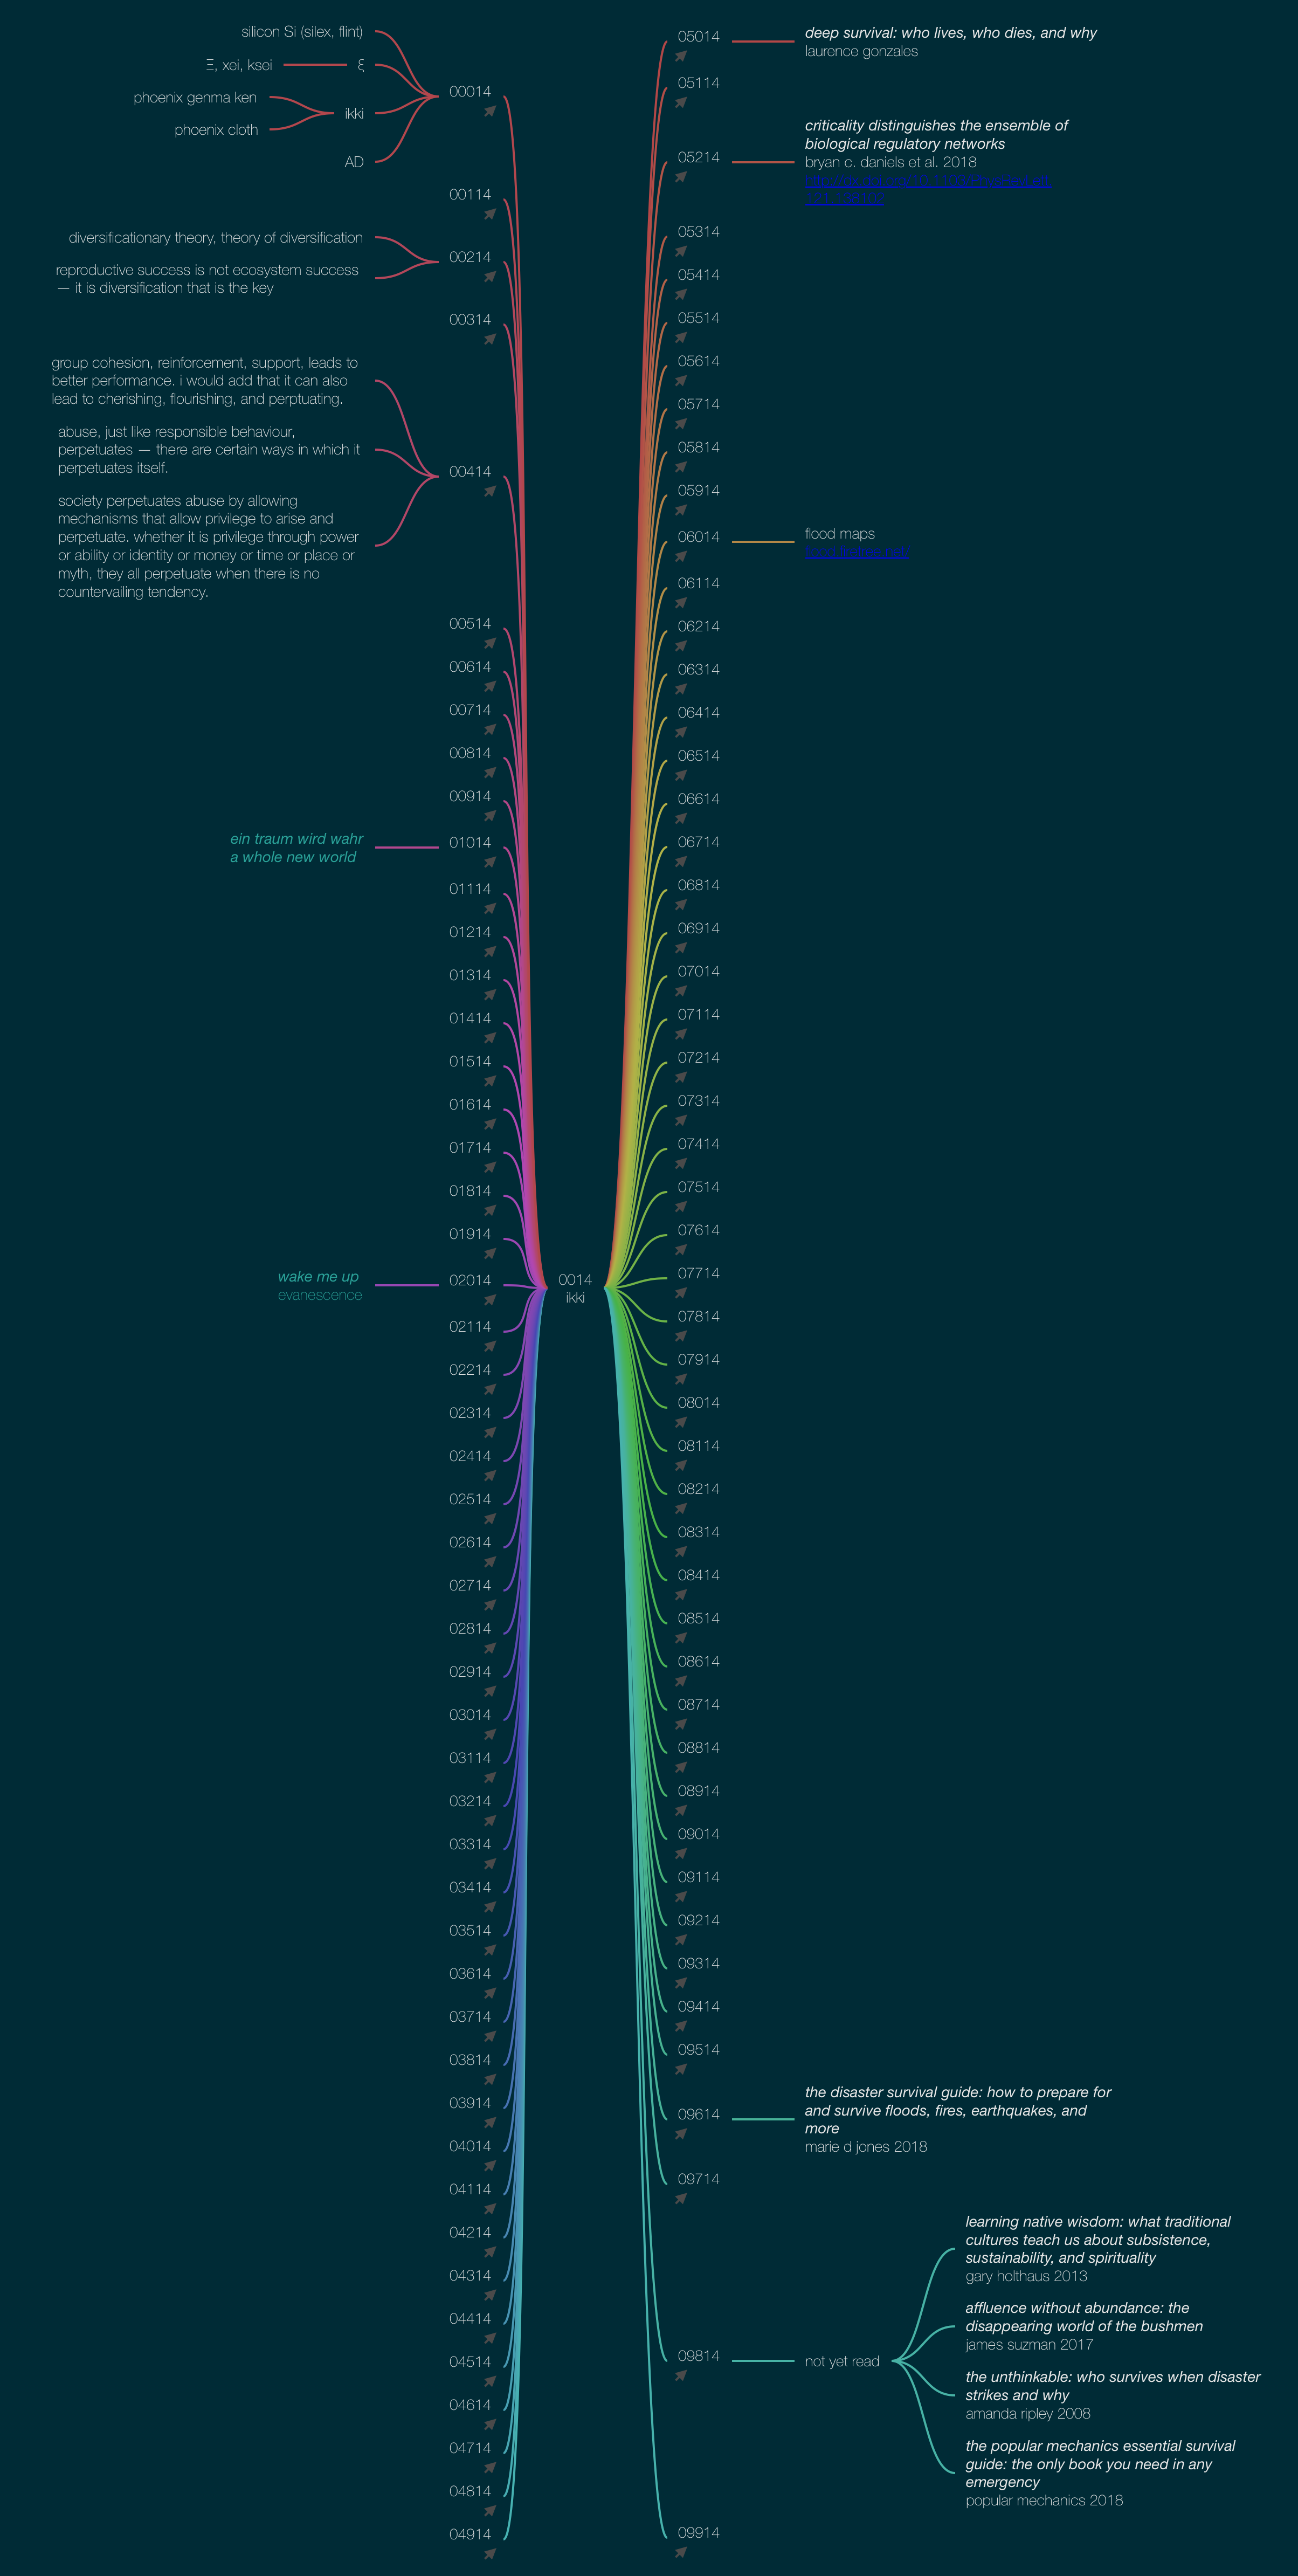 silicon Si (silex, flint)
Ξ, xei, ksei
ξ
phoenix genma ken
phoenix cloth
ikki
AD
00014
00114
diversificationary theory, theory of diversification
reproductive success is not ecosystem success
— it is diversification that is the key
00214
00314
group cohesion, reinforcement, support, leads to
better performance. i would add that it can also
lead to cherishing, flourishing, and perptuating.
abuse, just like responsible behaviour,
perpetuates — there are certain ways in which it
perpetuates itself.
society perpetuates abuse by allowing
mechanisms that allow privilege to arise and
perpetuate. whether it is privilege through power
or ability or identity or money or time or place or
myth, they all perpetuate when there is no
countervailing tendency.
00414
00514
00614
00714
00814
00914
ein traum wird wahr
a whole new world
01014
01114
01214
01314
01414
01514
01614
01714
01814
01914
wake me up
evanescence
02014
02114
02214
02314
02414
02514
02614
02714
02814
02914
03014
03114
03214
03314
03414
03514
03614
03714
03814
03914
04014
04114
04214
04314
04414
04514
04614
04714
04814
04914
0014
ikki
05014
deep survival: who lives, who dies, and why
laurence gonzales
05114
05214
criticality distinguishes the ensemble of
biological regulatory networks
bryan c. daniels et al. 2018
05314
05414
05514
05614
05714
05814
05914
06014
flood maps
06114
06214
06314
06414
06514
06614
06714
06814
06914
07014
07114
07214
07314
07414
07514
07614
07714
07814
07914
08014
08114
08214
08314
08414
08514
08614
08714
08814
08914
09014
09114
09214
09314
09414
09514
09614
the disaster survival guide: how to prepare for
and survive floods, fires, earthquakes, and
more
marie d jones 2018
09714
09814
not yet read
learning native wisdom: what traditional
cultures teach us about subsistence,
sustainability, and spirituality
gary holthaus 2013
affluence without abundance: the
disappearing world of the bushmen
james suzman 2017
the unthinkable: who survives when disaster
strikes and why
amanda ripley 2008
the popular mechanics essential survival
guide: the only book you need in any
emergency
popular mechanics 2018
09914